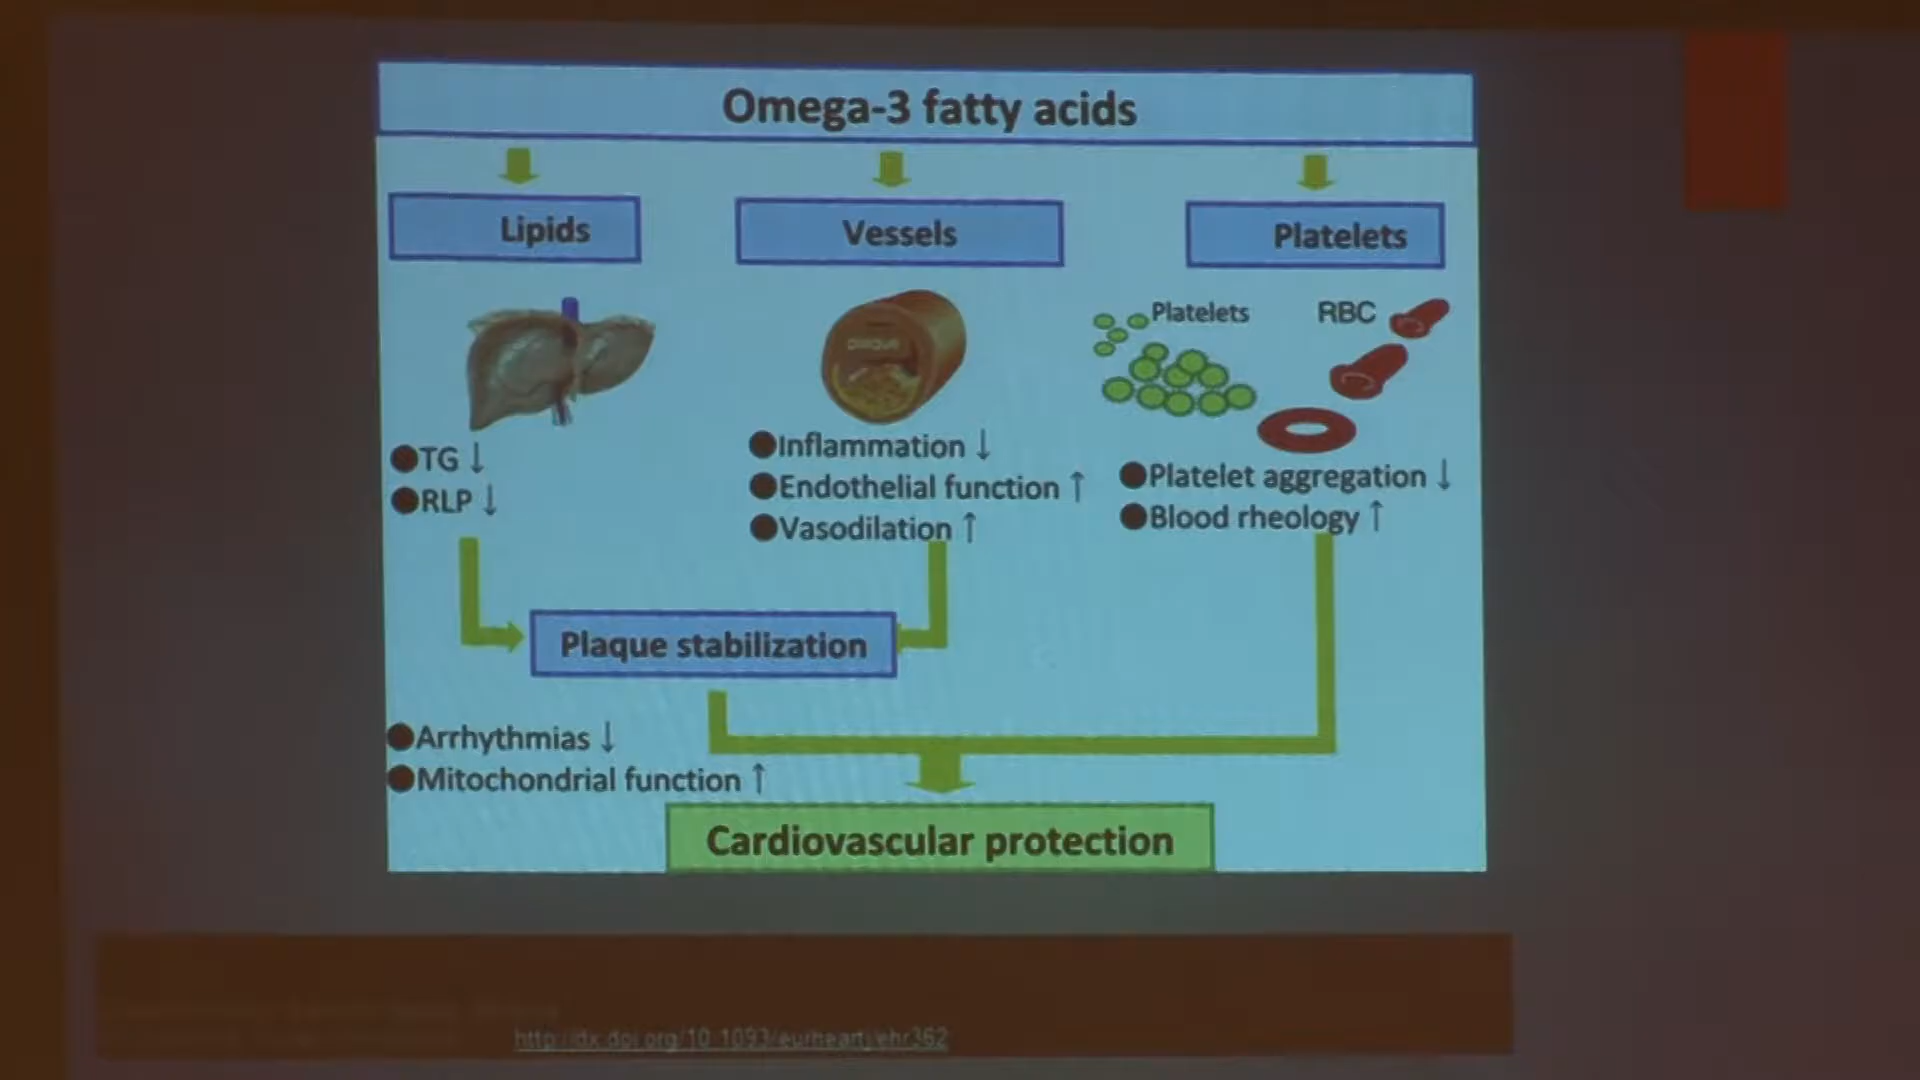 Omega-3 fatty acids
Lipids
Vessels
Platelets
plaque
Platelets
RBC
●TG ↓
●RLP ↓
●Inflammation ↓
●Endothelial function ↑
●Vasodilation ↑
●Platelet aggregation ↓
●Blood rheology ↑
Plaque stabilization
●Arrhythmias ↓
●Mitochondrial function ↑
Cardiovascular protection
http://dx.doi.org/10.1093/eurheartj/ehr362